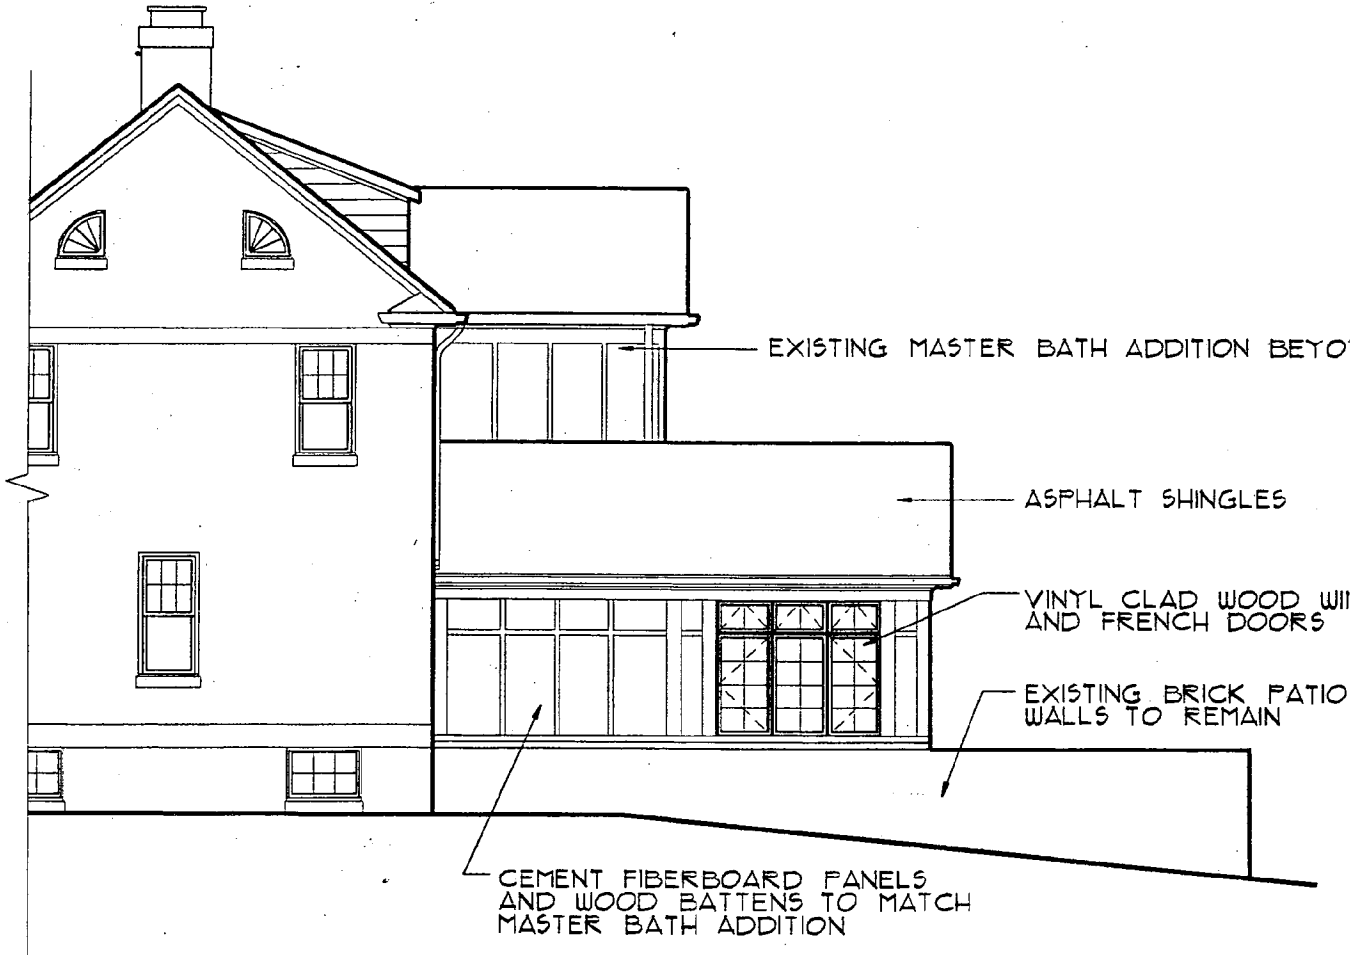 EXISTING MASTER BATH ADDITION
ASPHALT SHINGLES
VINYL CLAD WOOD
AND FRENCH DOORS
EXISTING BRICK PATIO
WALLS TO REMAIN
CEMENT FIBERBOARD PANELS
AND WOOD BATTENS TO MATCH
MASTER BATH ADDITION